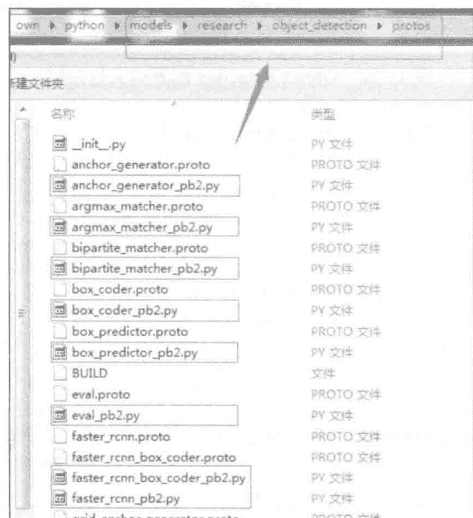 own ▸ python ▸ models ▸ research ▸ object_detection ▸ protos
新建文件夹
名称 类型
__init__.py PY 文件
anchor_generator.proto PROTO 文件
anchor_generator_pb2.py PY 文件
argmax_matcher.proto PROTO 文件
argmax_matcher_pb2.py PY 文件
bipartite_matcher.proto PROTO 文件
bipartite_matcher_pb2.py PY 文件
box_coder.proto PROTO 文件
box_coder_pb2.py PY 文件
box_predictor.proto PROTO 文件
box_predictor_pb2.py PY 文件
BUILD 文件
eval.proto PROTO 文件
eval_pb2.py PY 文件
faster_rcnn.proto PROTO 文件
faster_rcnn_box_coder.proto PROTO 文件
faster_rcnn_box_coder_pb2.py PY 文件
faster_rcnn_pb2.py PY 文件
grid_anchor_generator.proto PROTO 文件